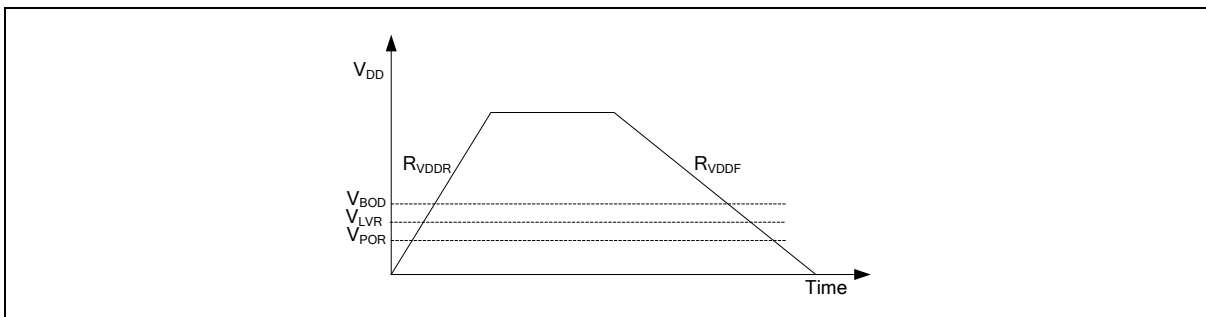 VDD
RVDDR
RVDDF
VBOD
VLVR
VPOR
Time